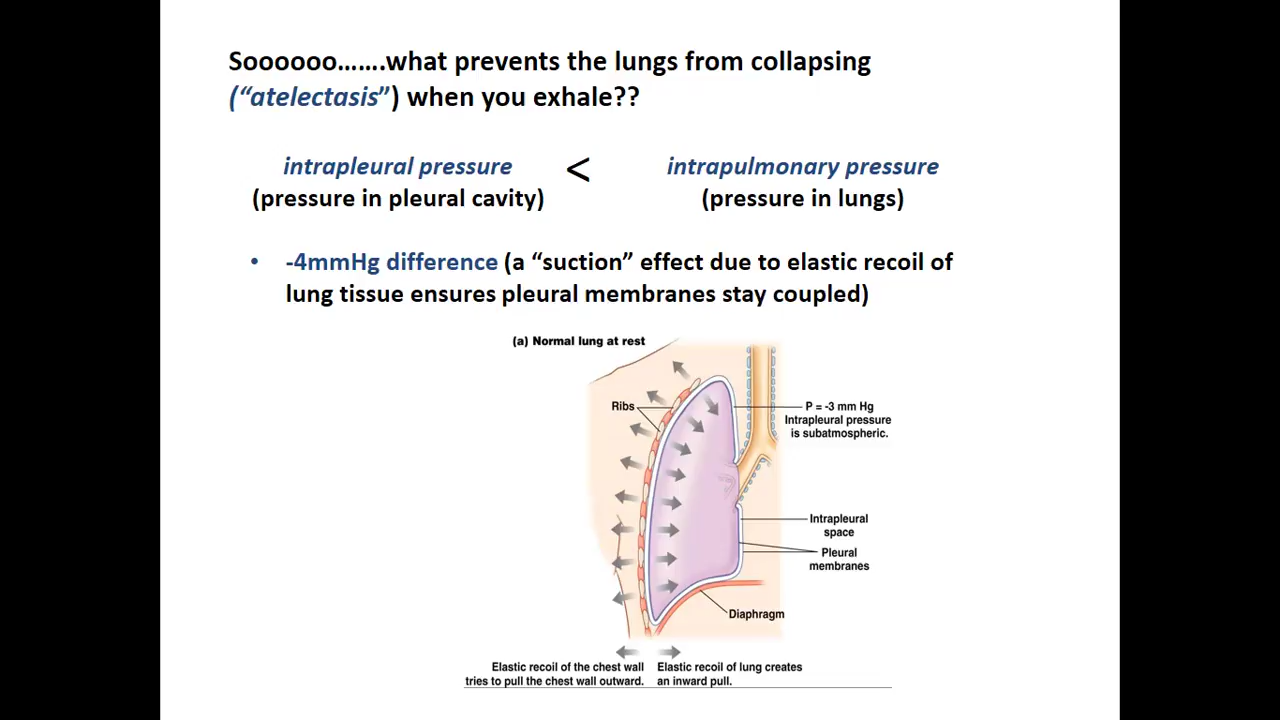 Soooooo…….what prevents the lungs from collapsing
(“atelectasis”) when you exhale??
intrapleural pressure < intrapulmonary pressure
(pressure in pleural cavity) (pressure in lungs)
• -4mmHg difference (a “suction” effect due to elastic recoil of
lung tissue ensures pleural membranes stay coupled)
(a) Normal lung at rest
Ribs
P = -3 mm Hg
Intrapleural pressure
is subatmospheric.
Intrapleural
space
Pleural
membranes
Diaphragm
Elastic recoil of the chest wall
tries to pull the chest wall outward.
Elastic recoil of lung creates
an inward pull.